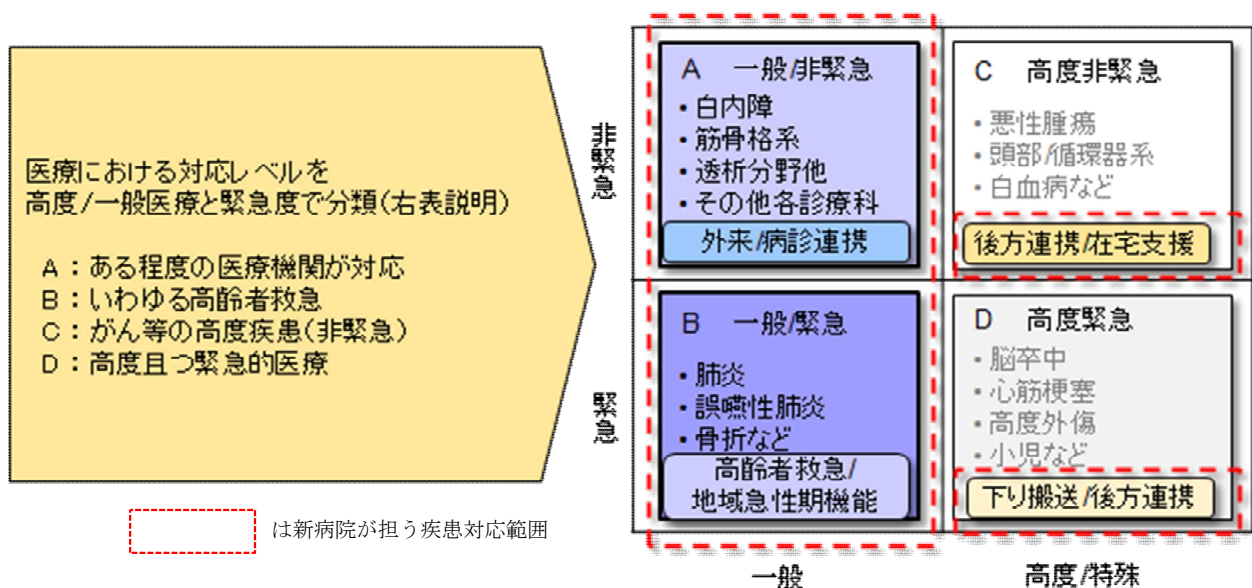 医療における対応レベルを
高度/一般医療と緊急度で分類(右表説明)
A：ある程度の医療機関が対応
B：いわゆる高齢者救急
C：がん等の高度疾患(非緊急)
D：高度且つ緊急的医療
非緊急
緊急
A 一般/非緊急
・白内障
・筋骨格系
・透析分野他
・その他各診療科
外来/病診連携
C 高度非緊急
・悪性腫瘍
・頭部/循環器系
・白血病など
後方連携/在宅支援
B 一般/緊急
・肺炎
・誤嚥性肺炎
・骨折など
高齢者救急/
地域急性期機能
D 高度緊急
・脳卒中
・心筋梗塞
・高度外傷
・小児など
下り搬送/後方連携
は新病院が担う疾患対応範囲
一般
高度/特殊